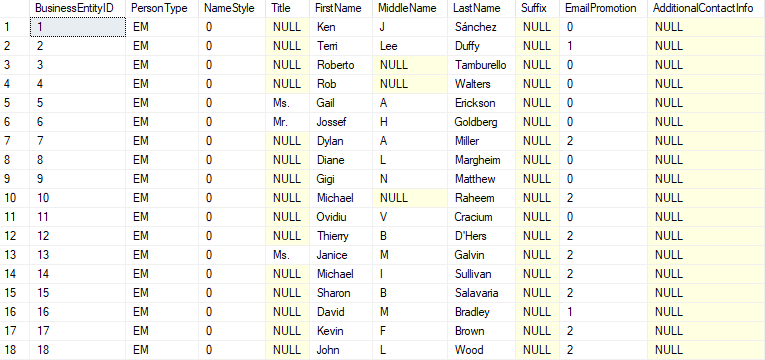 BusinessEntityID PersonType NameStyle Title FirstName MiddleName LastName Suffix EmailPromotion AdditionalContactInfo
1 1 EM 0 NULL Ken J Sánchez NULL 0 NULL
2 2 EM 0 NULL Terri Lee Duffy NULL 1 NULL
3 3 EM 0 NULL Roberto NULL Tamburello NULL 0 NULL
4 4 EM 0 NULL Rob NULL Walters NULL 0 NULL
5 5 EM 0 Ms. Gail A Erickson NULL 0 NULL
6 6 EM 0 Mr. Jossef H Goldberg NULL 0 NULL
7 7 EM 0 NULL Dylan A Miller NULL 2 NULL
8 8 EM 0 NULL Diane L Margheim NULL 0 NULL
9 9 EM 0 NULL Gigi N Matthew NULL 0 NULL
10 10 EM 0 NULL Michael NULL Raheem NULL 2 NULL
11 11 EM 0 NULL Ovidiu V Cracium NULL 0 NULL
12 12 EM 0 NULL Thierry B D'Hers NULL 2 NULL
13 13 EM 0 Ms. Janice M Galvin NULL 2 NULL
14 14 EM 0 NULL Michael I Sullivan NULL 2 NULL
15 15 EM 0 NULL Sharon B Salavaria NULL 2 NULL
16 16 EM 0 NULL David M Bradley NULL 1 NULL
17 17 EM 0 NULL Kevin F Brown NULL 2 NULL
18 18 EM 0 NULL John L Wood NULL 2 NULL